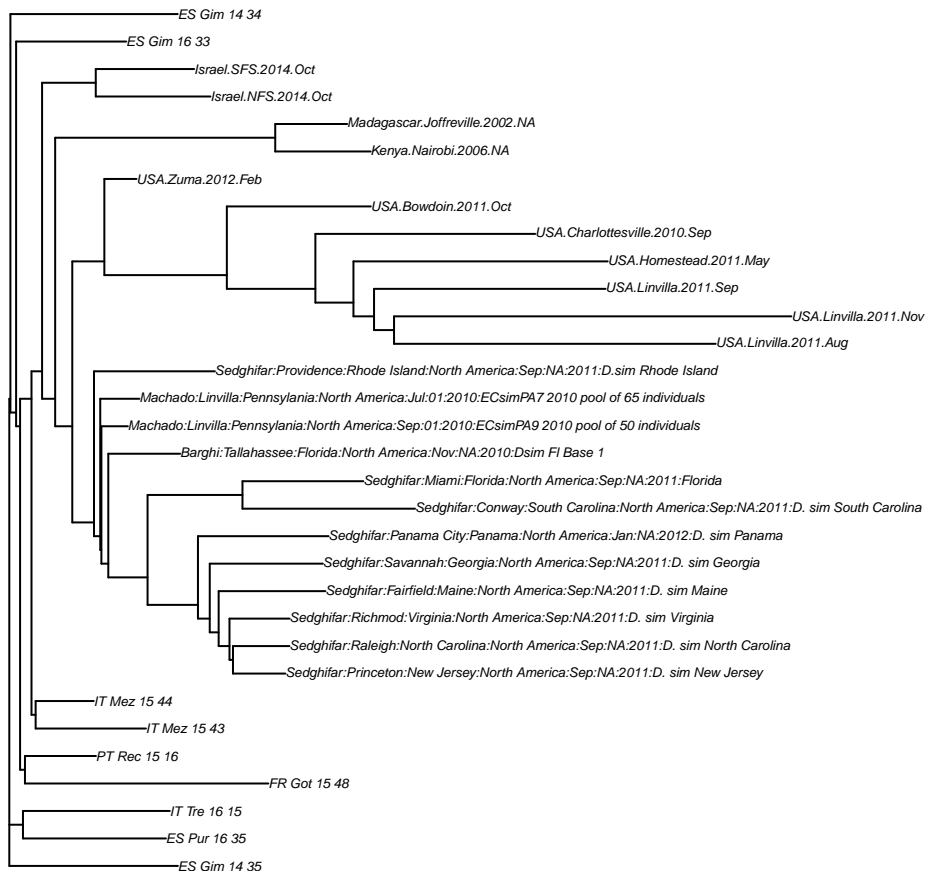 ES Gim 14 34
ES Gim 16 33
Israel.SFS.2014.Oct
Israel.NFS.2014.Oct
Madagascar.Joffreville.2002.NA
Kenya.Nairobi.2006.NA
USA.Zuma.2012.Feb
USA.Bowdoin.2011.Oct
USA.Charlottesville.2010.Sep
USA.Homestead.2011.May
USA.Linvilla.2011.Sep
USA.Linvilla.2011.Nov
USA.Linvilla.2011.Aug
Sedghifar:Providence:Rhode Island:North America:Sep:NA:2011:D.sim Rhode Island
Machado:Linvilla:Pennsylania:North America:Jul:01:2010:ECsimPA7 2010 pool of 65 individuals
Machado:Linvilla:Pennsylania:North America:Sep:01:2010:ECsimPA9 2010 pool of 50 individuals
Barghi:Tallahassee:Florida:North America:Nov:NA:2010:Dsim Fl Base 1
Sedghifar:Miami:Florida:North America:Sep:NA:2011:Florida
Sedghifar:Conway:South Carolina:North America:Sep:NA:2011:D. sim South Carolina
Sedghifar:Panama City:Panama:North America:Jan:NA:2012:D. sim Panama
Sedghifar:Savannah:Georgia:North America:Sep:NA:2011:D. sim Georgia
Sedghifar:Fairfield:Maine:North America:Sep:NA:2011:D. sim Maine
Sedghifar:Richmod:Virginia:North America:Sep:NA:2011:D. sim Virginia
Sedghifar:Raleigh:North Carolina:North America:Sep:NA:2011:D. sim North Carolina
Sedghifar:Princeton:New Jersey:North America:Sep:NA:2011:D. sim New Jersey
IT Mez 15 44
IT Mez 15 43
PT Rec 15 16
FR Got 15 48
IT Tre 16 15
ES Pur 16 35
ES Gim 14 35